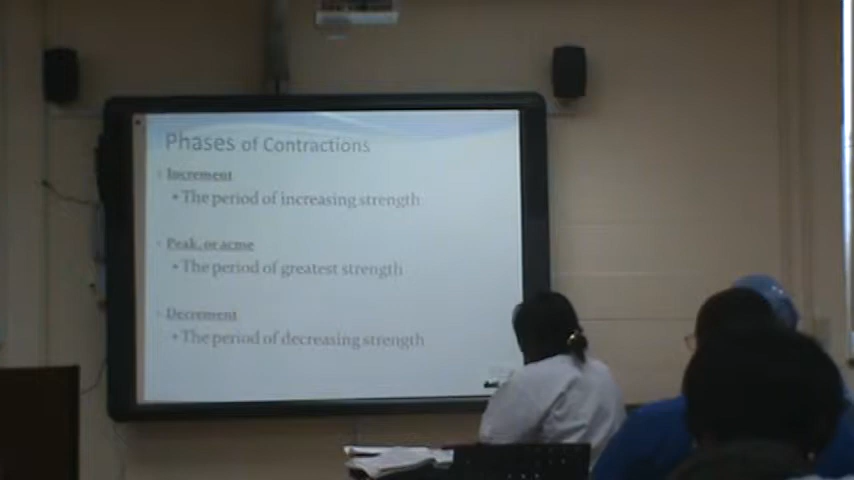 Phases of Contractions
Increment
• The period of increasing strength
Peak, or acme
• The period of greatest strength
Decrement
• The period of decreasing strength